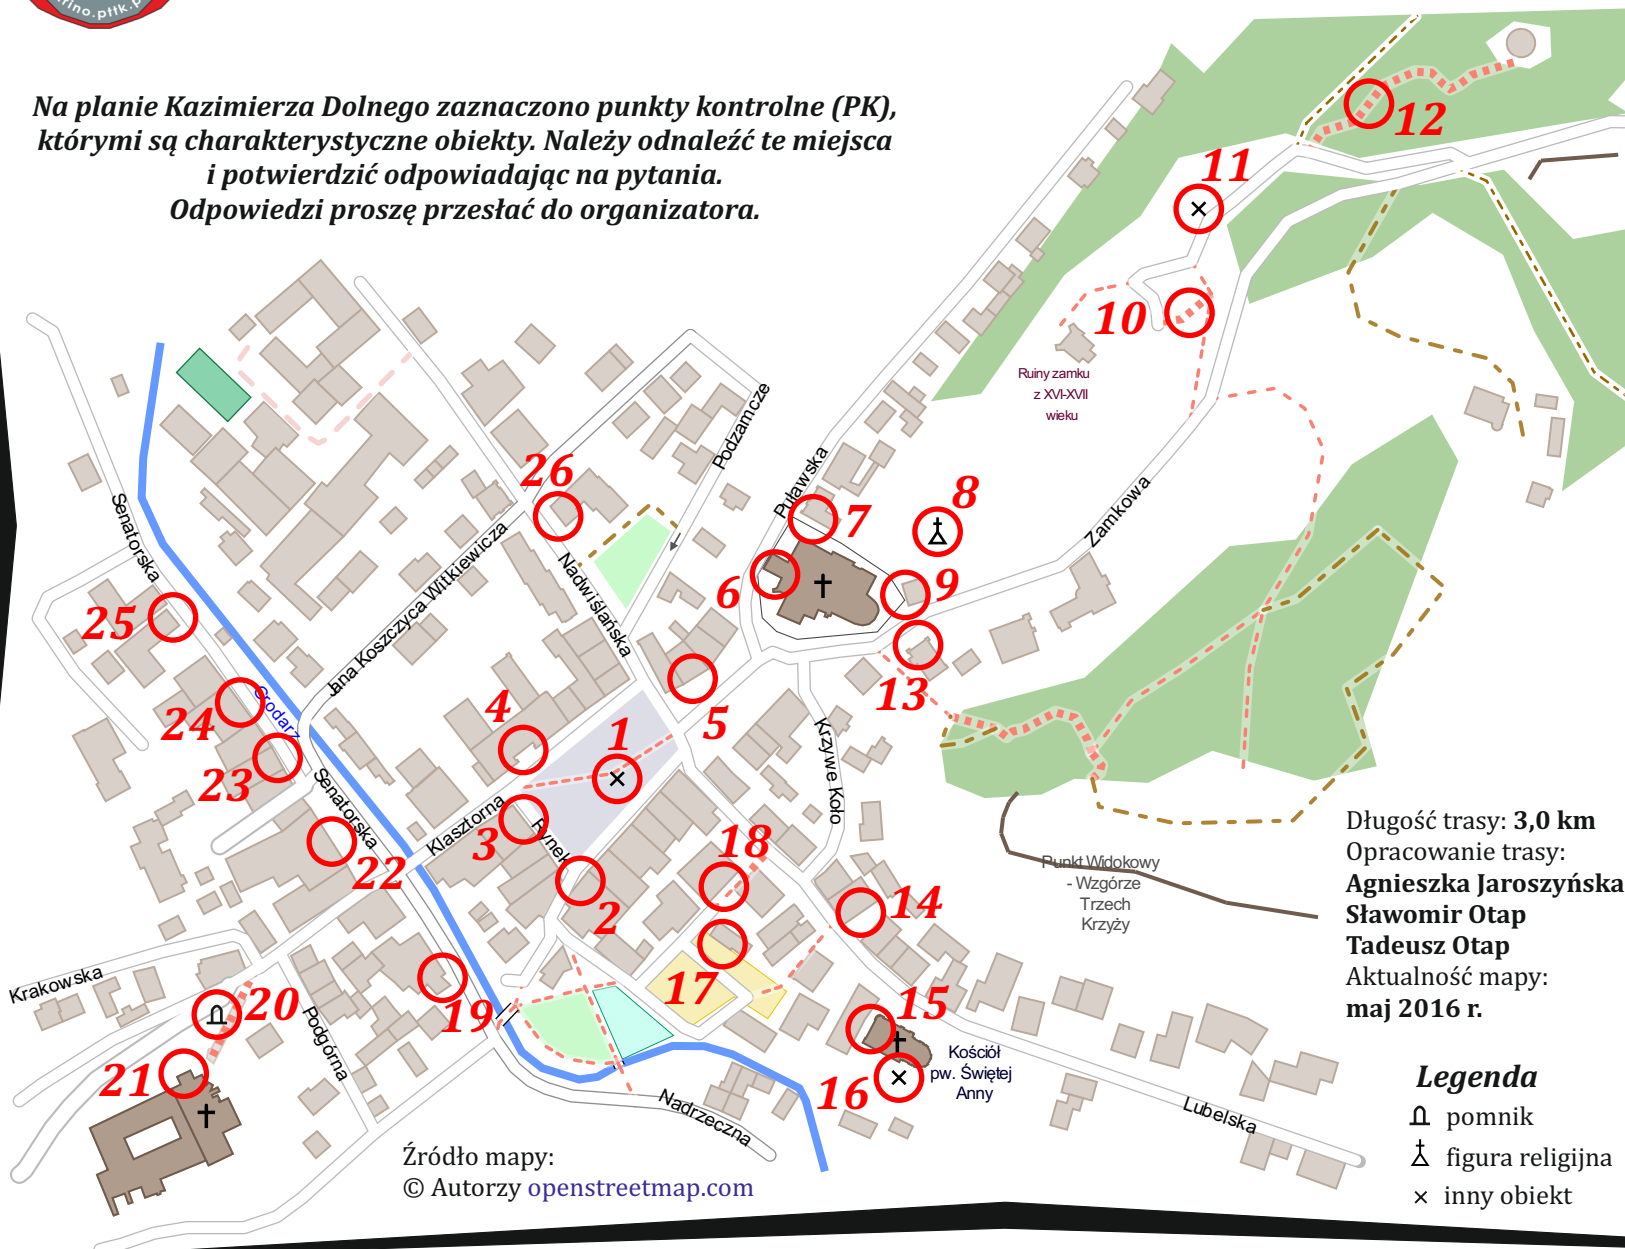 rino.pttk.p
Na planie Kazimierza Dolnego zaznaczono punkty kontrolne (PK),
którymi są charakterystyczne obiekty. Należy odnaleźć te miejsca
i potwierdzić odpowiadając na pytania.
Odpowiedzi proszę przesłać do organizatora.
12
11
10
Ruiny zamku
z XVI-XVII
wieku
Podzamcze
Puławska
26
8
7
Senatorska
Zamkowa
Jana Koszczyca Witkiewicza
Nadwiślańska
6
9
25
13
Grodarz
24
4
1
5
Krzywe Koło
23
Senatorska
Klasztorna
3
Rynek
18
22
2
14
Punkt Widokowy
- Wzgórze
Trzech
Krzyży
Długość trasy: 3,0 km
Opracowanie trasy:
Agnieszka Jaroszyńska
Sławomir Otap
Tadeusz Otap
Aktualność mapy:
maj 2016 r.
Krakowska
20
19
17
15
Podgórna
21
16
Kościół
pw. Świętej
Anny
Nadrzeczna
Lubelska
Legenda
pomnik
figura religijna
inny obiekt
Źródło mapy:
© Autorzy openstreetmap.com